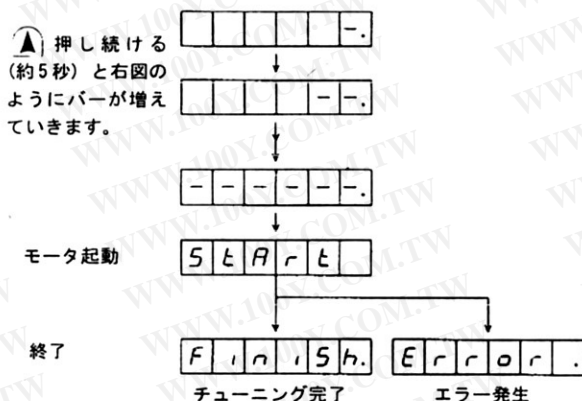 ▲ 押し続ける
(約5秒) と右図の
ようにバーが増え
ていきます。
-.
--.
------.
モータ起動
StArt
終了
FiniSh.
Error.
チューニング完了
エラー発生
WWW.100Y.COM.TW